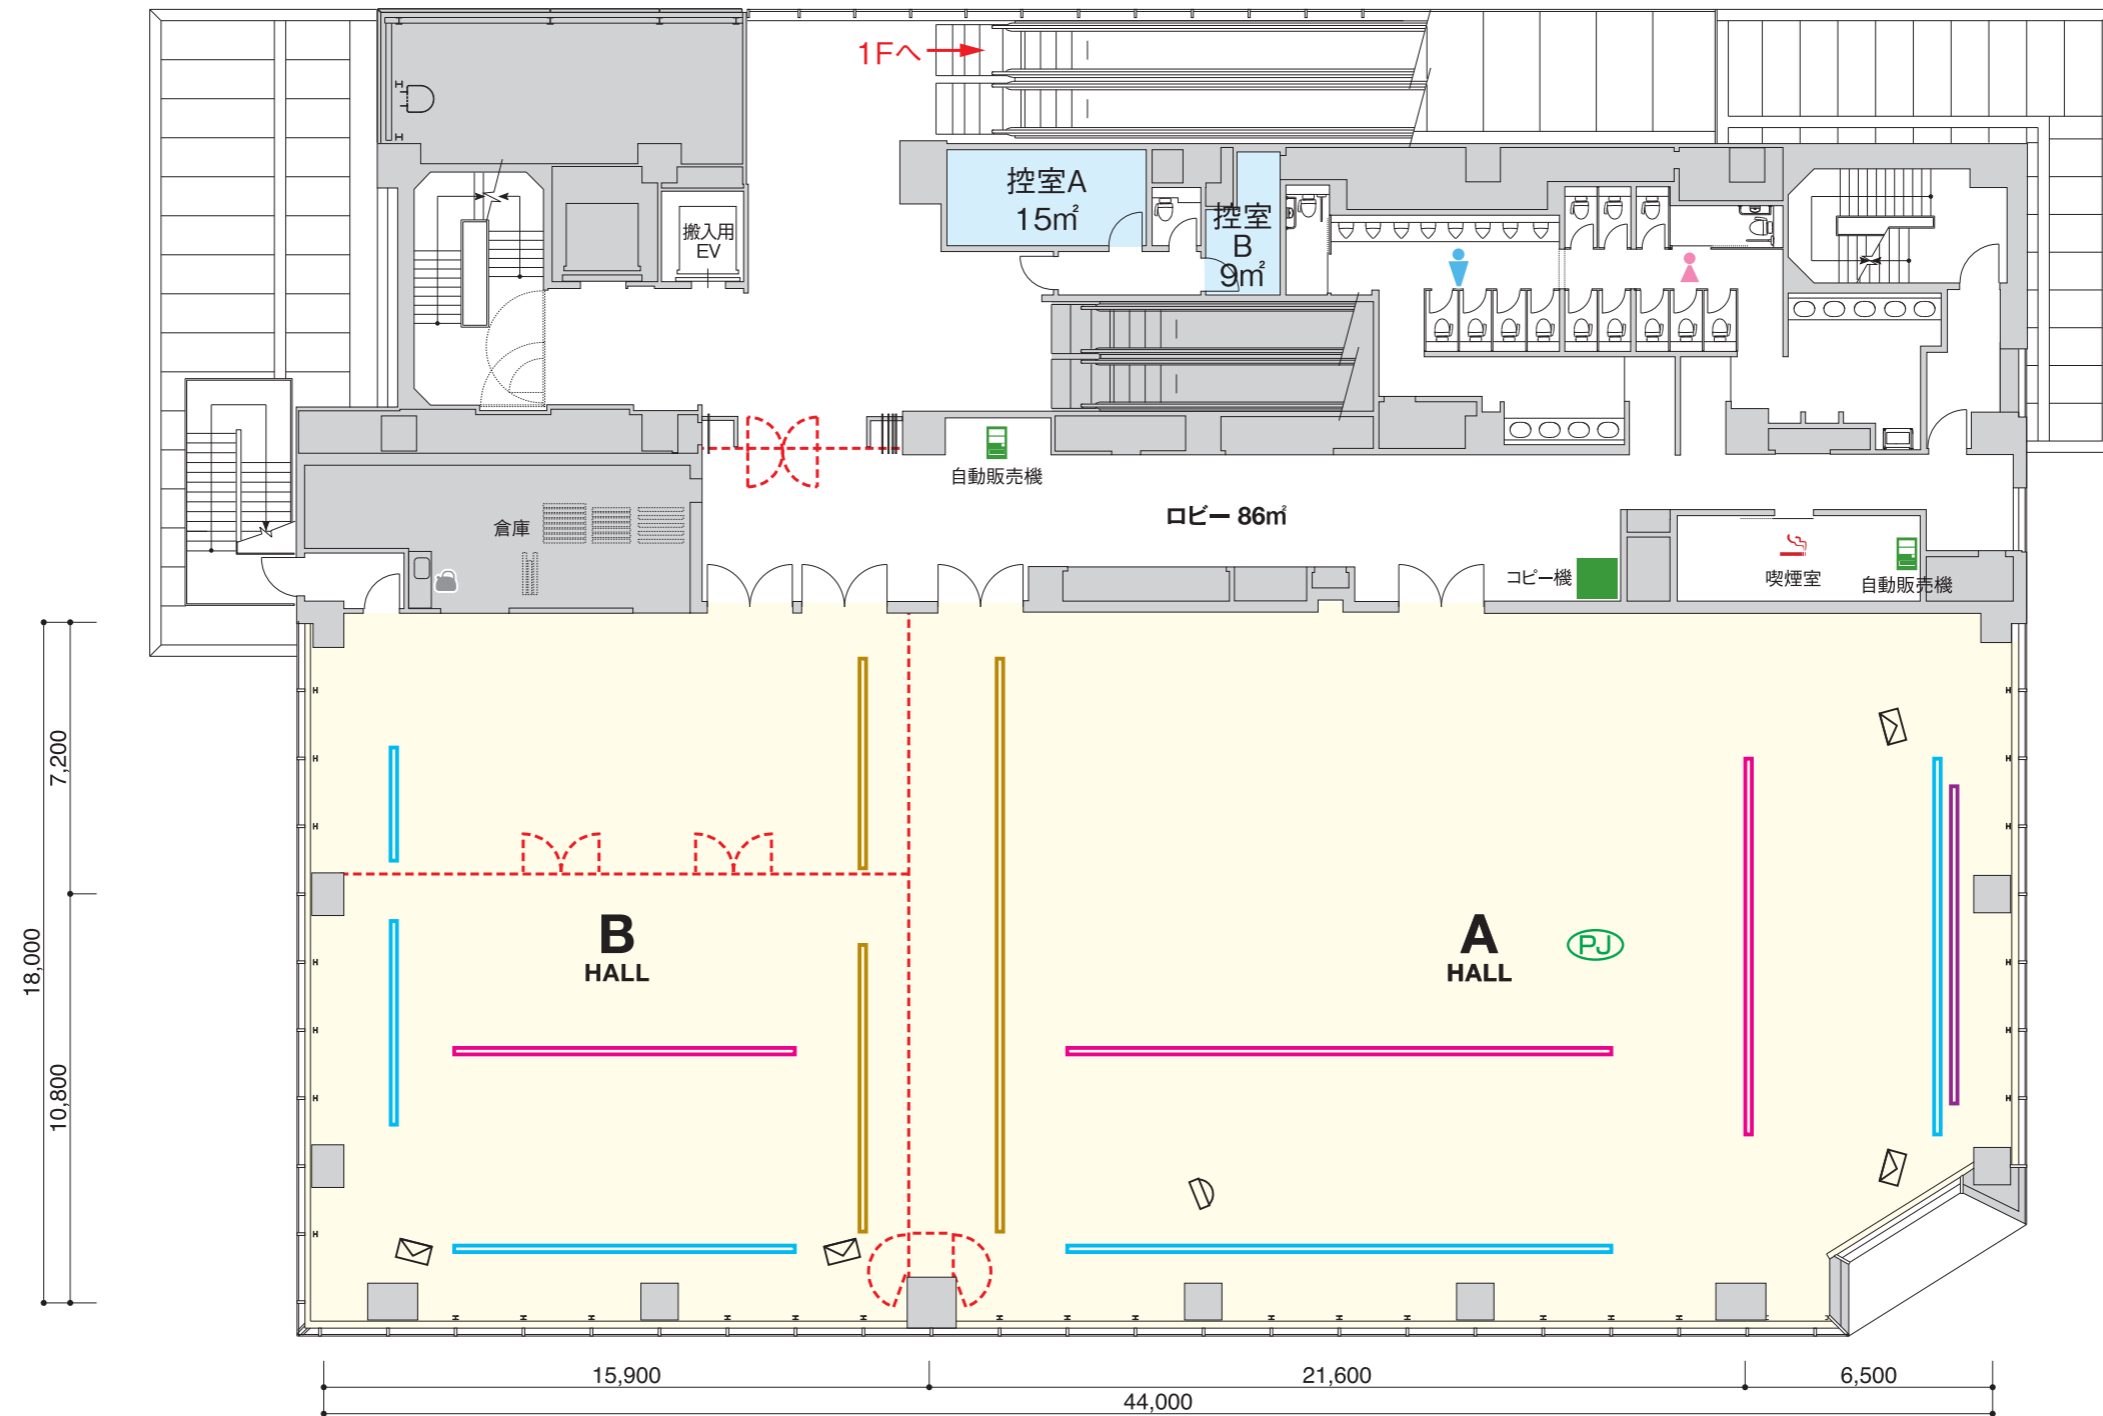 1Fへ
控室A
15㎡
控室
B
9㎡
搬入用
EV
自動販売機
ロビー 86㎡
倉庫
コピー機
喫煙室
自動販売機
7,200
18,000
10,800
B
HALL
A
HALL
PJ
15,900
21,600
6,500
44,000